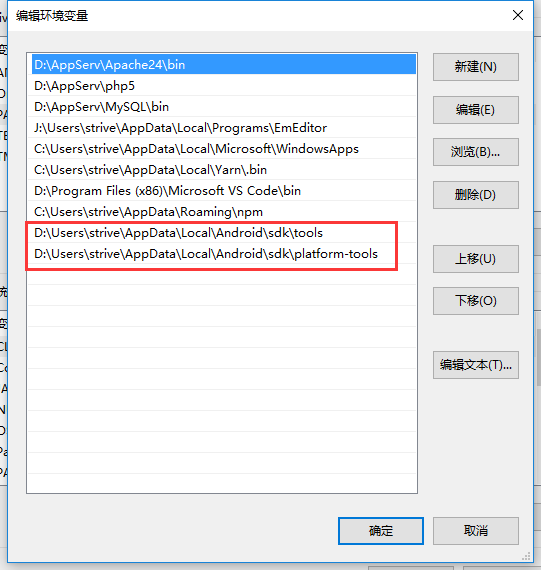 编辑环境变量
D:\AppServ\Apache24\bin
D:\AppServ\php5
D:\AppServ\MySQL\bin
J:\Users\strive\AppData\Local\Programs\EmEditor
C:\Users\strive\AppData\Local\Microsoft\WindowsApps
C:\Users\strive\AppData\Local\Yarn\.bin
D:\Program Files (x86)\Microsoft VS Code\bin
C:\Users\strive\AppData\Roaming\npm
D:\Users\strive\AppData\Local\Android\sdk\tools
D:\Users\strive\AppData\Local\Android\sdk\platform-tools
新建(N)
编辑(E)
浏览(B)...
删除(D)
上移(U)
下移(O)
编辑文本(T)...
确定
取消